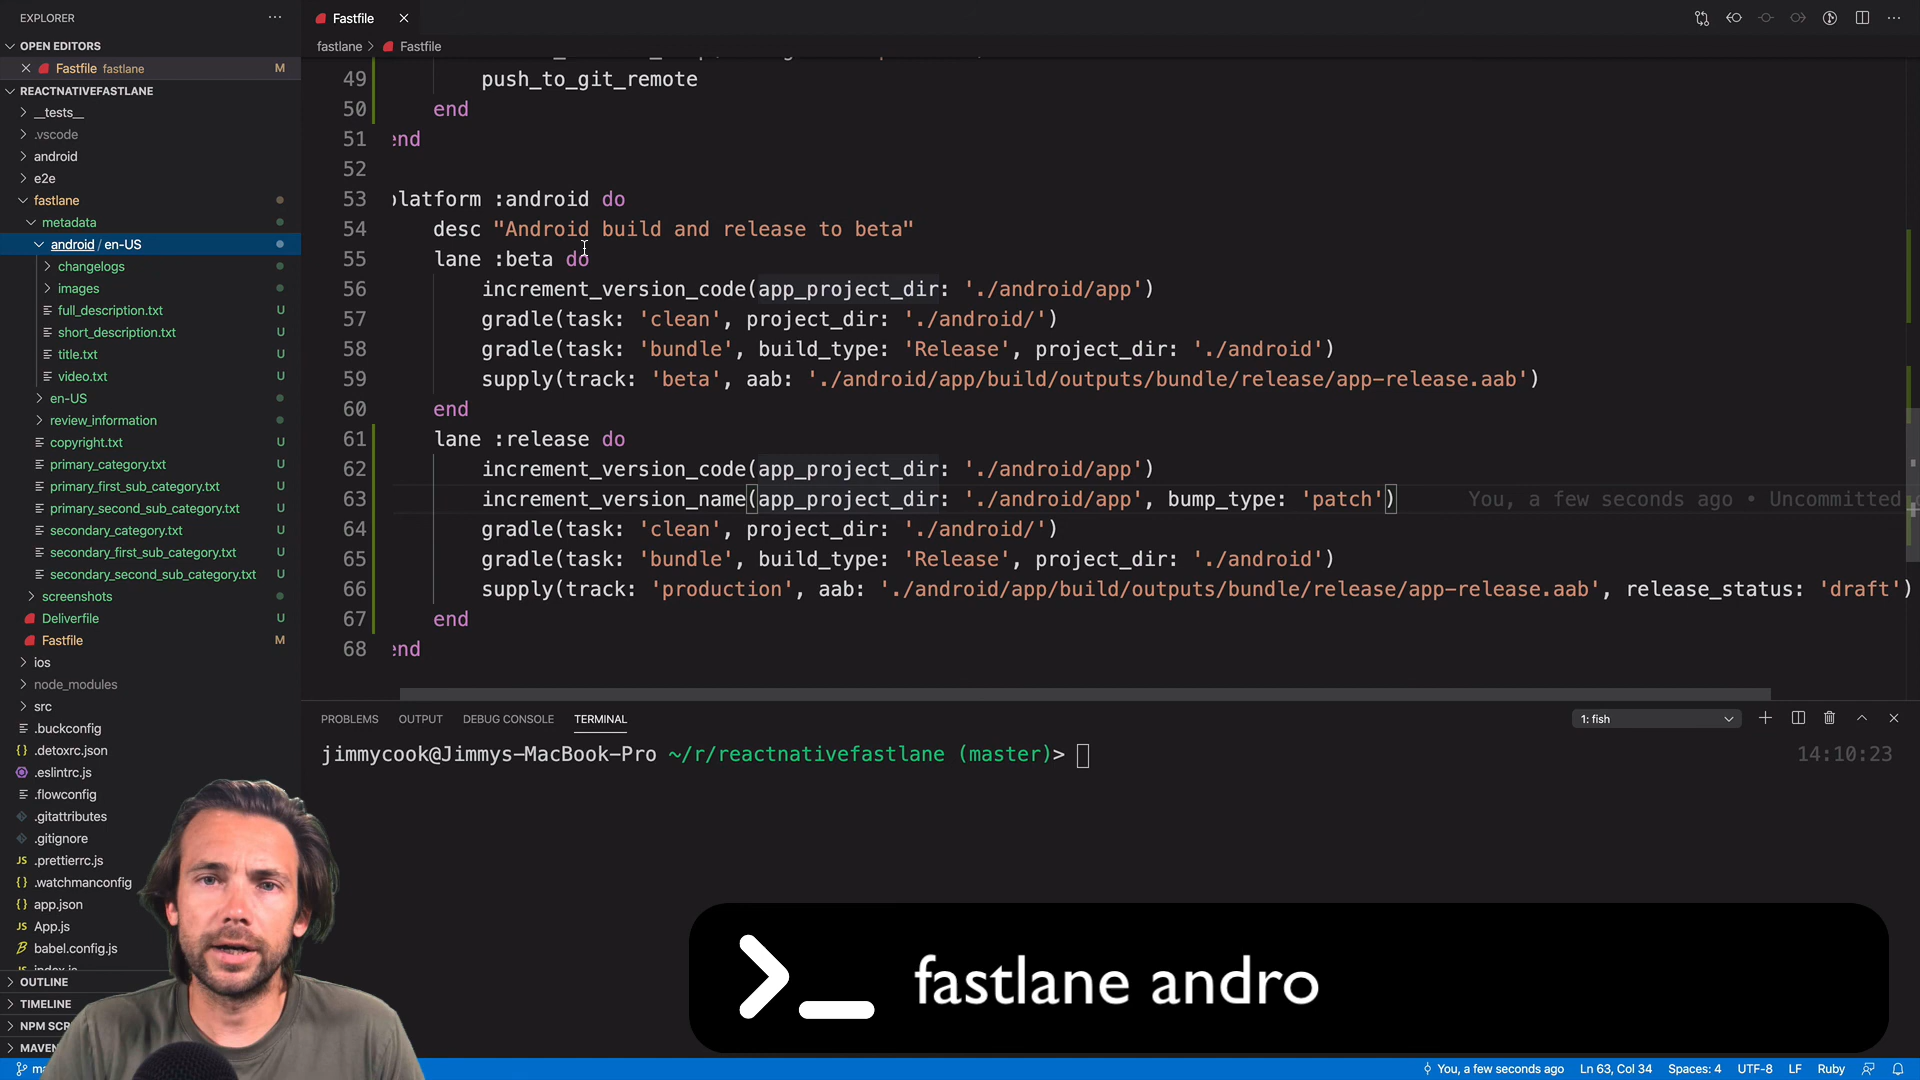 EXPLORER
OPEN EDITORS
Fastfile fastlane M
REACTNATIVEFASTLANE
__tests__
.vscode
android
e2e
fastlane
metadata
android / en-US
changelogs
images
full_description.txt U
short_description.txt U
title.txt U
video.txt U
en-US
review_information
copyright.txt U
primary_category.txt U
primary_first_sub_category.txt U
primary_second_sub_category.txt U
secondary_category.txt U
secondary_first_sub_category.txt U
secondary_second_sub_category.txt U
screenshots
Deliverfile U
Fastfile M
ios
node_modules
src
.buckconfig
.detoxrc.json
.eslintrc.js
.flowconfig
.gitattributes
.gitignore
.prettierrc.js
.watchmanconfig
app.json
App.js
babel.config.js
OUTLINE
TIMELINE
NPM SCR
MAVEN
Fastfile
fastlane > Fastfile
49 push_to_git_remote
50 end
51 end
52
53 platform :android do
54 desc "Android build and release to beta"
55 lane :beta do
56 increment_version_code(app_project_dir: './android/app')
57 gradle(task: 'clean', project_dir: './android/')
58 gradle(task: 'bundle', build_type: 'Release', project_dir: './android')
59 supply(track: 'beta', aab: './android/app/build/outputs/bundle/release/app-release.aab')
60 end
61 lane :release do
62 increment_version_code(app_project_dir: './android/app')
63 increment_version_name(app_project_dir: './android/app', bump_type: 'patch') You, a few seconds ago • Uncommitted
64 gradle(task: 'clean', project_dir: './android/')
65 gradle(task: 'bundle', build_type: 'Release', project_dir: './android')
66 supply(track: 'production', aab: './android/app/build/outputs/bundle/release/app-release.aab', release_status: 'draft')
67 end
68 end
PROBLEMS OUTPUT DEBUG CONSOLE TERMINAL 1: fish
jimmycook@Jimmys-MacBook-Pro ~/r/reactnativefastlane (master)> 14:10:23
>_ fastlane andro
You, a few seconds ago Ln 63, Col 34 Spaces: 4 UTF-8 LF Ruby